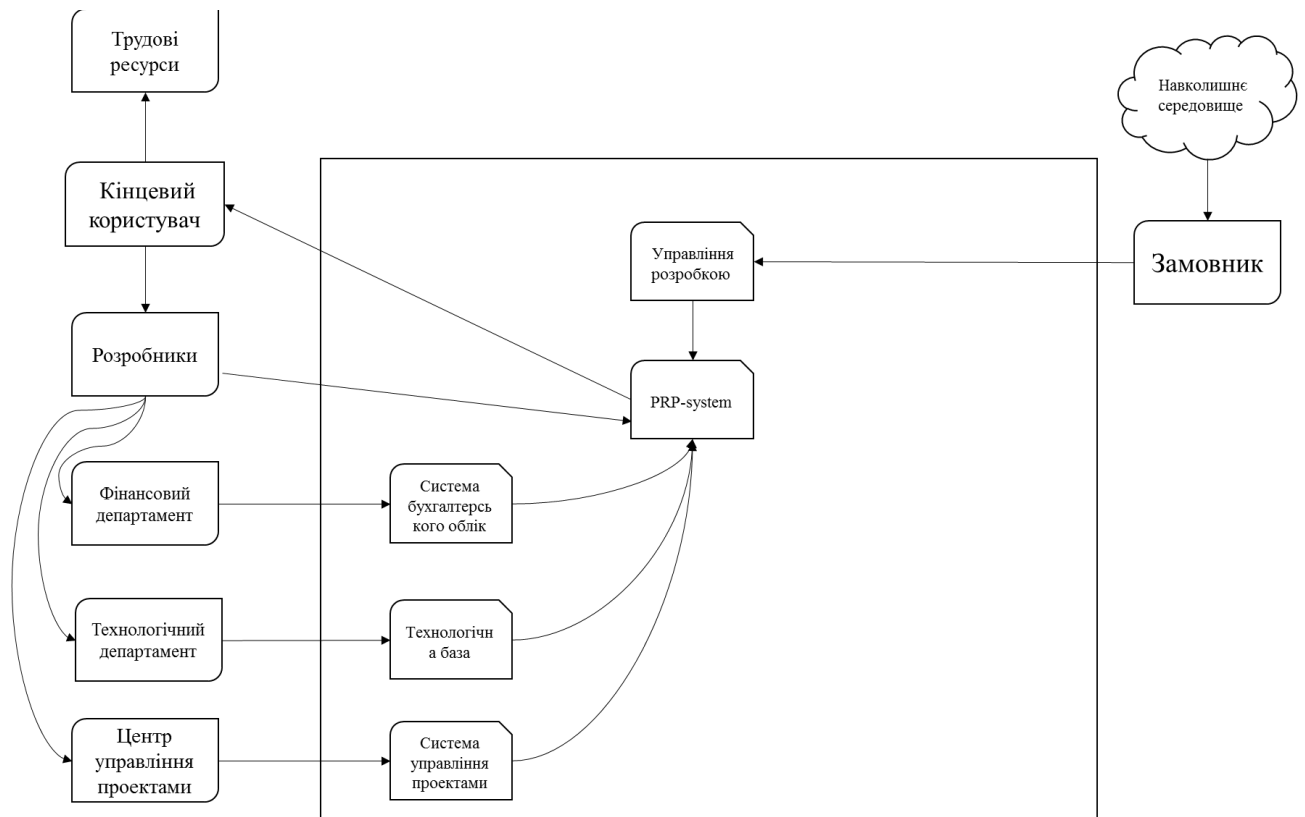 Трудові
ресурси
Навколишнє
середовище
Кінцевий
користувач
Управління
розробкою
Замовник
Розробники
PRP-system
Фінансовий
департамент
Система
бухгалтерсь
кого облік
Технологічний
департамент
Технологічн
а база
Центр
управління
проектами
Система
управління
проектами